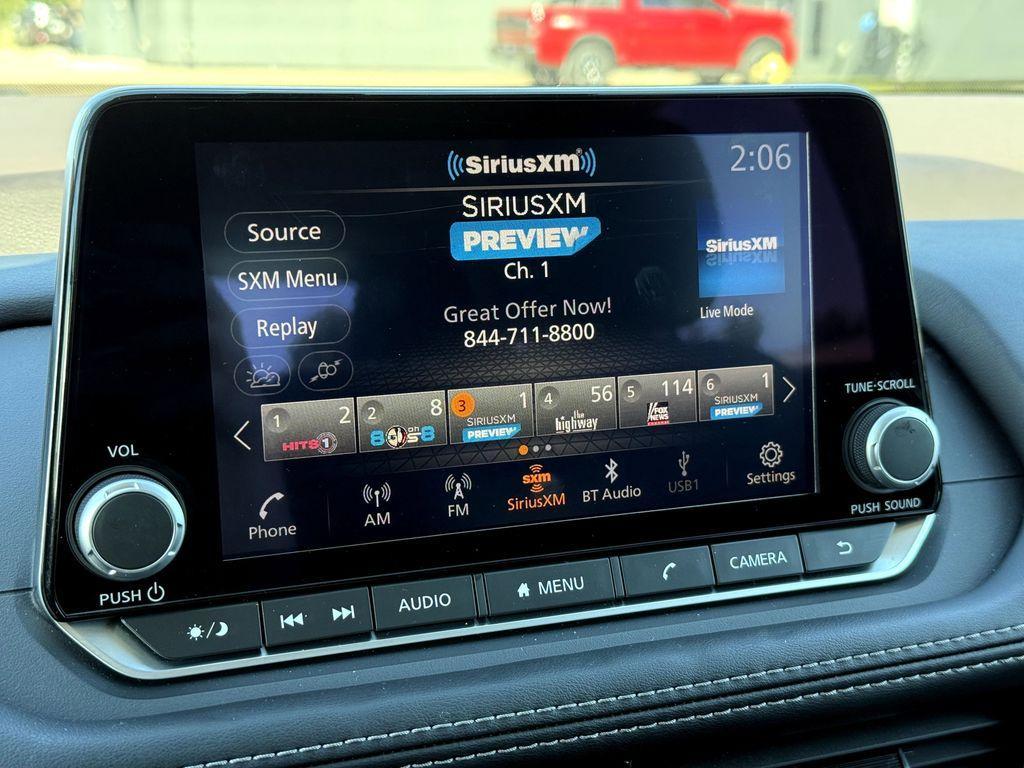 SiriusXM
2:06
SIRIUSXM
PREVIEW
Ch. 1
Great Offer Now!
844-711-8800
Source
SXM Menu
Replay
SiriusXM
Live Mode
1 2
HITS 1
2 8
80s on 8
3 1
SIRIUSXM
PREVIEW
4 56
the highway
5 114
FOX NEWS
6 1
SIRIUSXM
PREVIEW
Phone
AM
FM
sxm
SiriusXM
BT Audio
USB1
Settings
VOL
PUSH
TUNE·SCROLL
PUSH SOUND
AUDIO
MENU
CAMERA